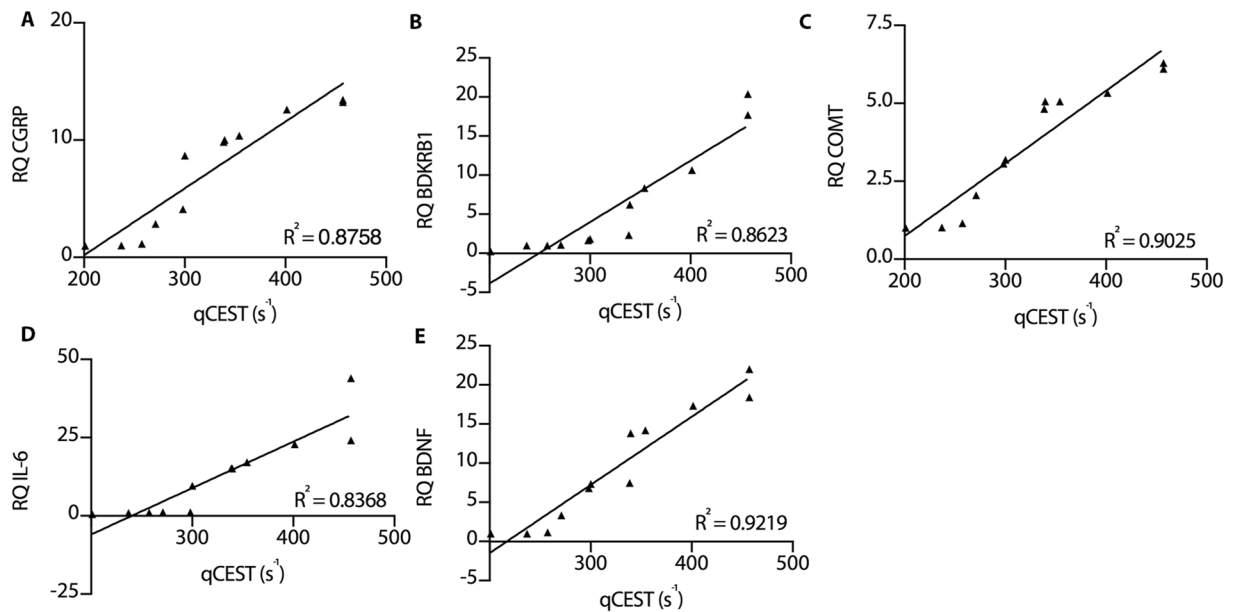 A
20
10
0
RQ CGRP
R² = 0.8758
200 300 400 500
qCEST (s⁻¹)
B
25
20
15
10
5
0
-5
RQ BDKRB1
R² = 0.8623
300 400 500
qCEST (s⁻¹)
C
7.5
5.0
2.5
0.0
RQ COMT
R² = 0.9025
200 300 400 500
qCEST (s⁻¹)
D
50
25
0
-25
RQ IL-6
R² = 0.8368
300 400 500
qCEST (s⁻¹)
E
25
20
15
10
5
0
-5
RQ BDNF
R² = 0.9219
300 400 500
qCEST (s⁻¹)